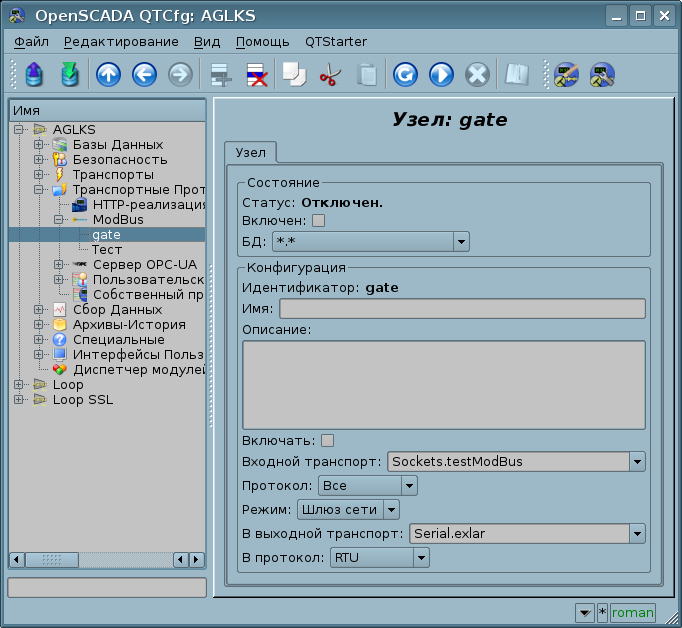 OpenSCADA QTCfg: AGLKS
Файл Редактирование Вид Помощь QTStarter
Имя
AGLKS
Базы Данных
Безопасность
Транспорты
Транспортные Прот
HTTP-реализация
ModBus
gate
Тест
Сервер OPC-UA
Пользовательск
Собственный пр
Сбор Данных
Архивы-История
Специальные
Интерфейсы Польз
Диспетчер модулей
Loop
Loop SSL
Узел: gate
Узел
Состояние
Статус: Отключен.
Включен:
БД: *.*
Конфигурация
Идентификатор: gate
Имя:
Описание:
Включать:
Входной транспорт: Sockets.testModBus
Протокол: Все
Режим: Шлюз сети
В выходной транспорт: Serial.exlar
В протокол: RTU
* roman